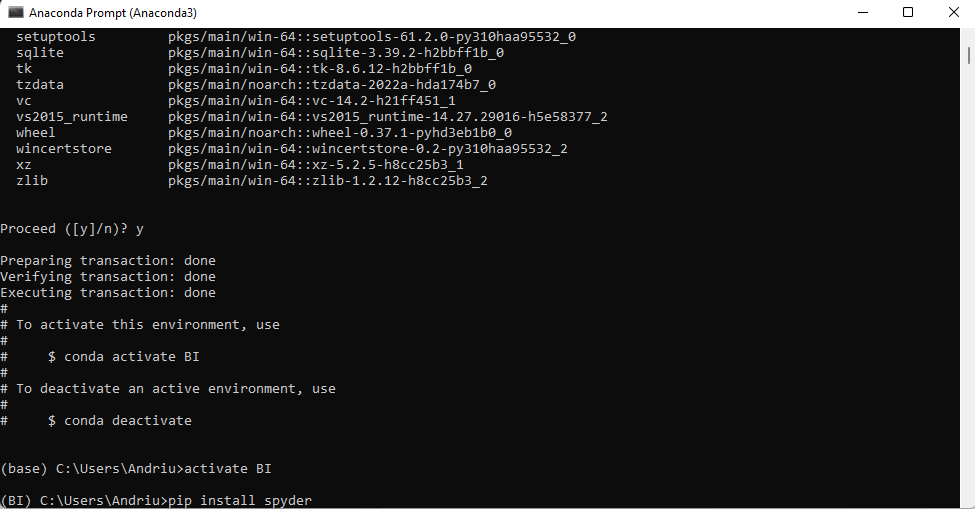 Anaconda Prompt (Anaconda3)
setuptools pkgs/main/win-64::setuptools-61.2.0-py310haa95532_0
sqlite pkgs/main/win-64::sqlite-3.39.2-h2bbff1b_0
tk pkgs/main/win-64::tk-8.6.12-h2bbff1b_0
tzdata pkgs/main/noarch::tzdata-2022a-hda174b7_0
vc pkgs/main/win-64::vc-14.2-h21ff451_1
vs2015_runtime pkgs/main/win-64::vs2015_runtime-14.27.29016-h5e58377_2
wheel pkgs/main/noarch::wheel-0.37.1-pyhd3eb1b0_0
wincertstore pkgs/main/win-64::wincertstore-0.2-py310haa95532_2
xz pkgs/main/win-64::xz-5.2.5-h8cc25b3_1
zlib pkgs/main/win-64::zlib-1.2.12-h8cc25b3_2
Proceed ([y]/n)? y
Preparing transaction: done
Verifying transaction: done
Executing transaction: done
#
# To activate this environment, use
#
#     $ conda activate BI
#
# To deactivate an active environment, use
#
#     $ conda deactivate
(base) C:\Users\Andriu>activate BI
(BI) C:\Users\Andriu>pip install spyder